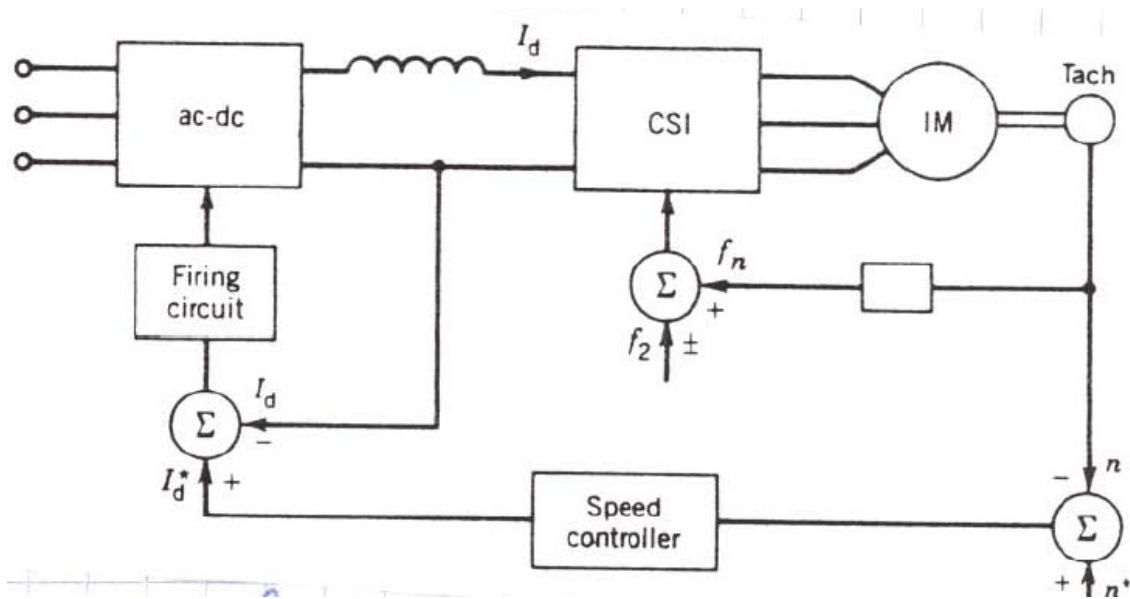 I_d
Tach
ac-dc
CSI
IM
Firing
circuit
f_n
Σ
+
f_2 ±
I_d
Σ
−
I_d* +
Speed
controller
n
−
Σ
+ n*